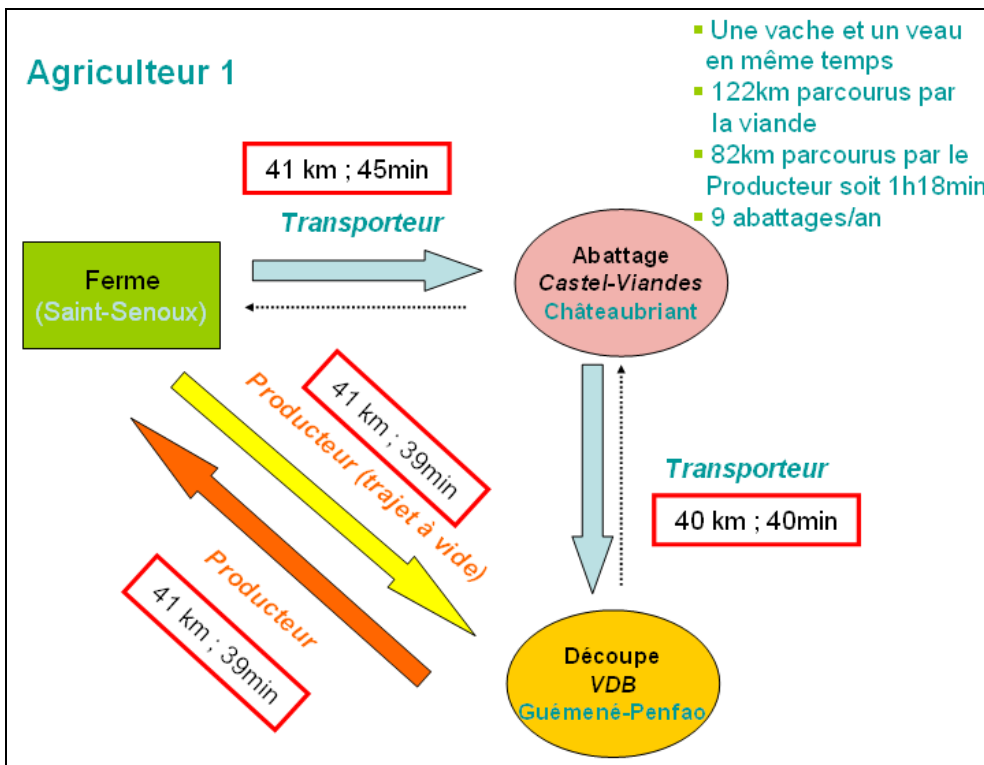 Agriculteur 1
▪ Une vache et un veau
en même temps
▪ 122km parcourus par
la viande
▪ 82km parcourus par le
Producteur soit 1h18min
▪ 9 abattages/an
41 km ; 45min
Transporteur
Ferme
(Saint-Senoux)
Abattage
Castel-Viandes
Châteaubriant
41 km ; 39min
Producteur (trajet à vide)
Transporteur
40 km ; 40min
Producteur
41 km ; 39min
Découpe
VDB
Guémené-Penfao